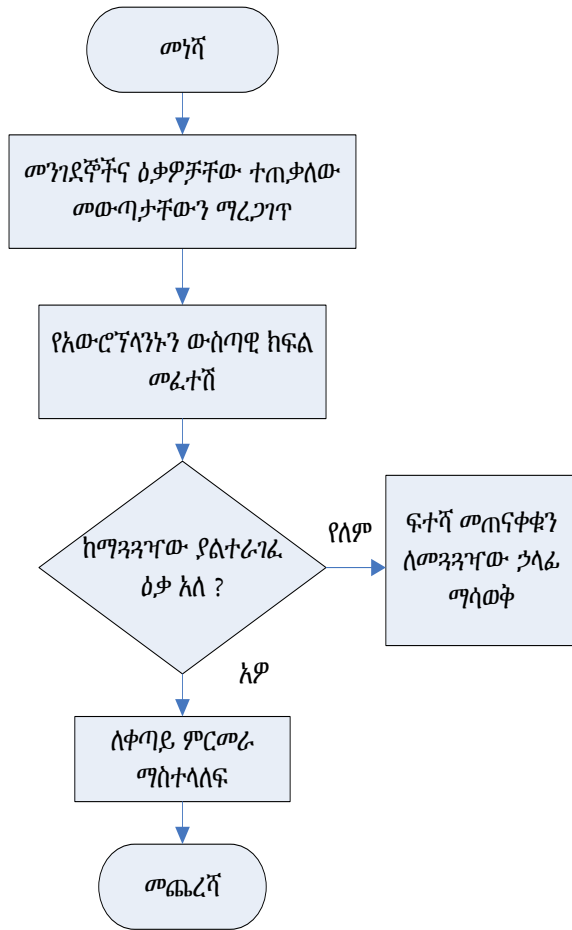 መነሻ
መንገደኞችና ዕቃዎቻቸው ተጠቃለው
መውጣታቸውን ማረጋገጥ
የአውሮፕላንኑን ውስጣዊ ክፍል
መፈተሽ
ከማጓጓዣው ያልተራገፈ
ዕቃ አለ ?
የለም
ፍተሻ መጠናቀቁን
ለመጓጓዣው ኃላፊ
ማሳወቅ
አዎ
ለቀጣይ ምርመራ
ማስተላለፍ
መጨረሻ